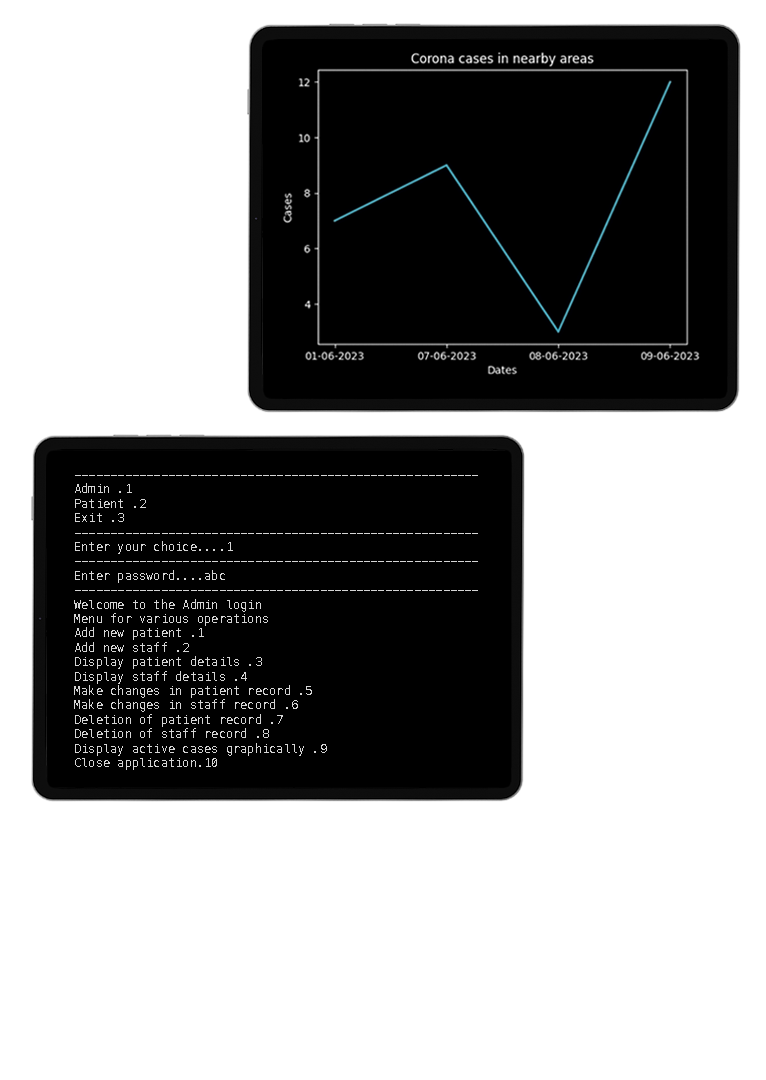 Corona cases in nearby areas
12
10
8
6
4
Cases
01-06-2023 07-06-2023 08-06-2023 09-06-2023
Dates
------------------------------------------------------------
Admin .1
Patient .2
Exit .3
------------------------------------------------------------
Enter your choice....1
------------------------------------------------------------
Enter password....abc
------------------------------------------------------------
Welcome to the Admin login
Menu for various operations
Add new patient .1
Add new staff .2
Display patient details .3
Display staff details .4
Make changes in patient record .5
Make changes in staff record .6
Deletion of patient record .7
Deletion of staff record .8
Display active cases graphically .9
Close application.10